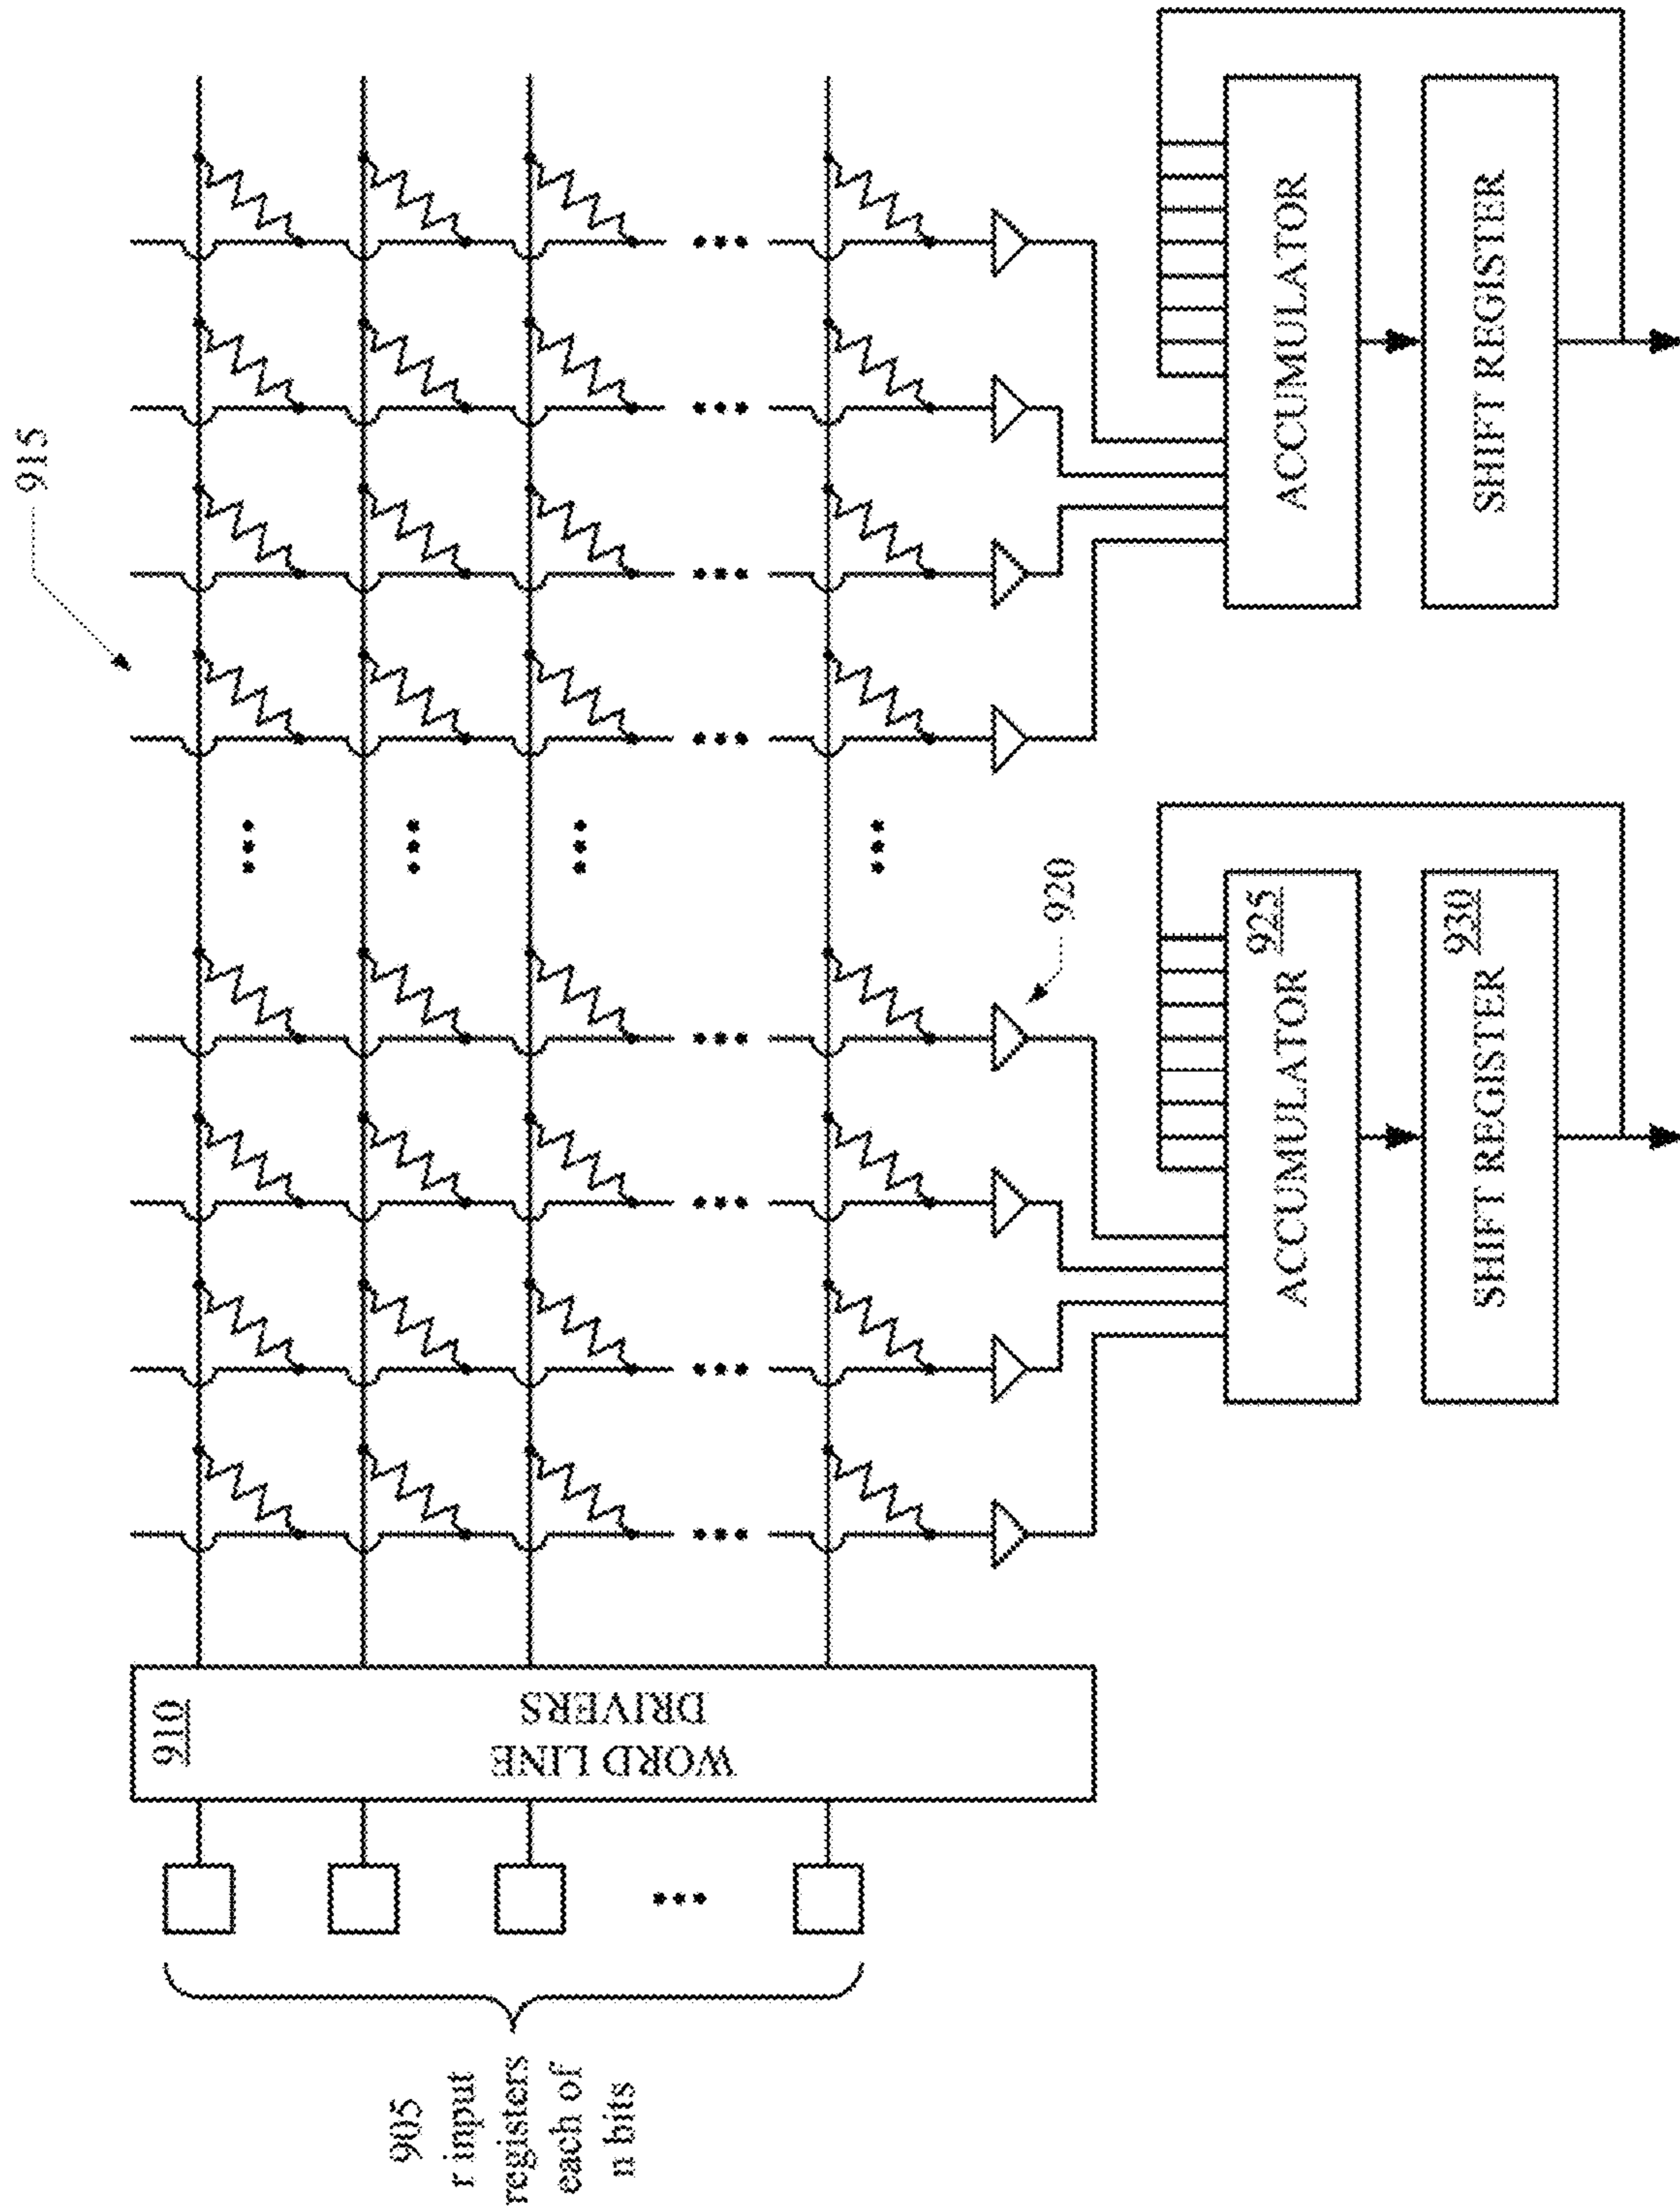 905
r input
registers
each of
n bits
910
WORD LINE
DRIVERS
915
920
ACCUMULATOR
925
SHIFT REGISTER
930
ACCUMULATOR
SHIFT REGISTER